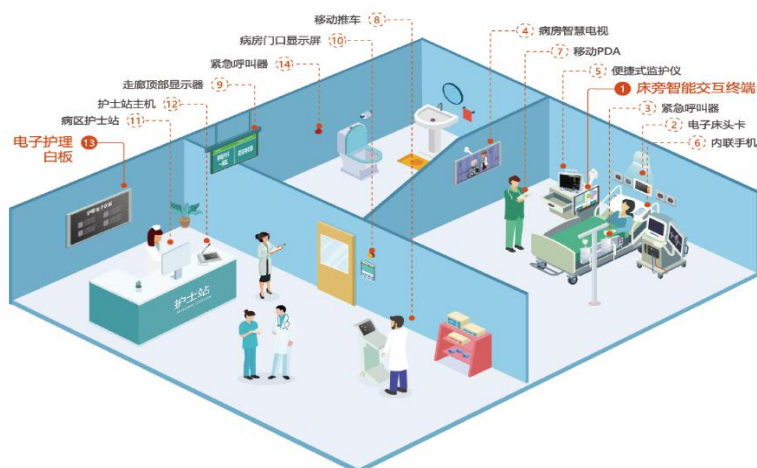 移动推车 8
病房门口显示屏 10
紧急呼叫器 14
走廊顶部显示器 9
护士站主机 12
病区护士站 11
电子护理
白板 13
4 病房智慧电视
7 移动PDA
5 便捷式监护仪
1 床旁智能交互终端
3 紧急呼叫器
2 电子床头卡
6 内联手机
护士站